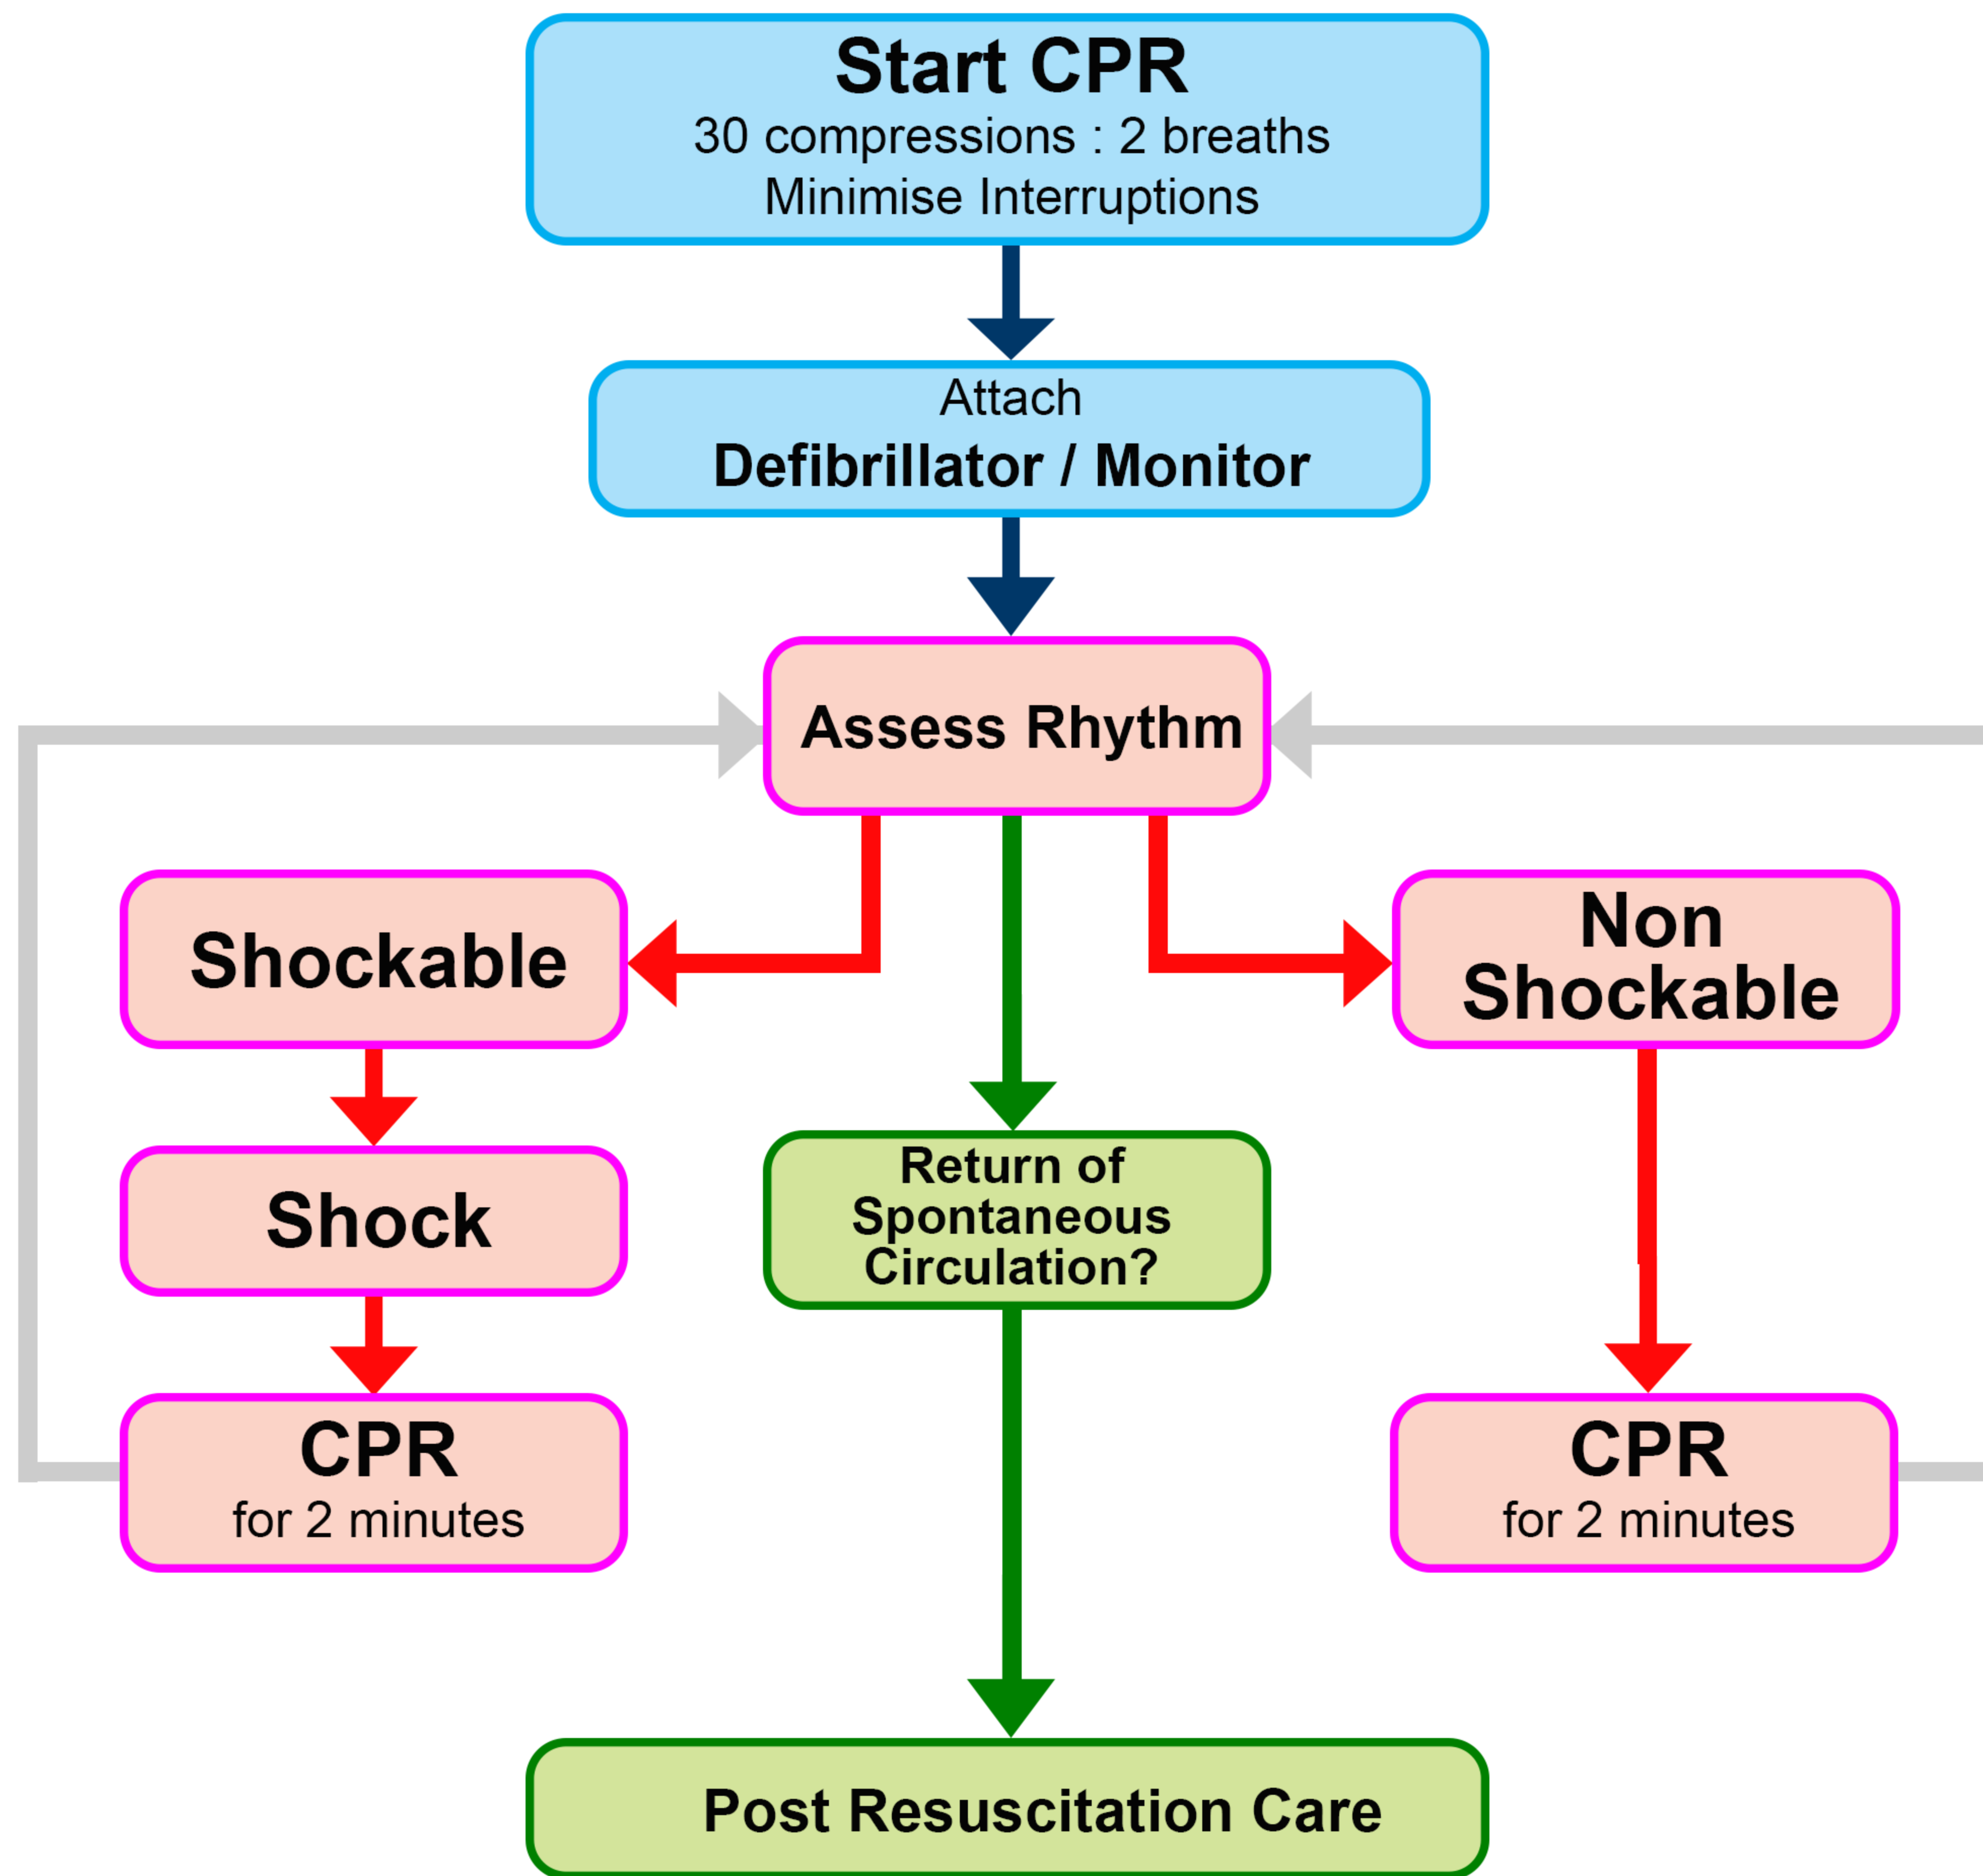 Start CPR
30 compressions : 2 breaths
Minimise Interruptions
Attach
Defibrillator / Monitor
Assess Rhythm
Shockable
Non
Shockable
Shock
Return of
Spontaneous
Circulation?
CPR
for 2 minutes
CPR
for 2 minutes
Post Resuscitation Care